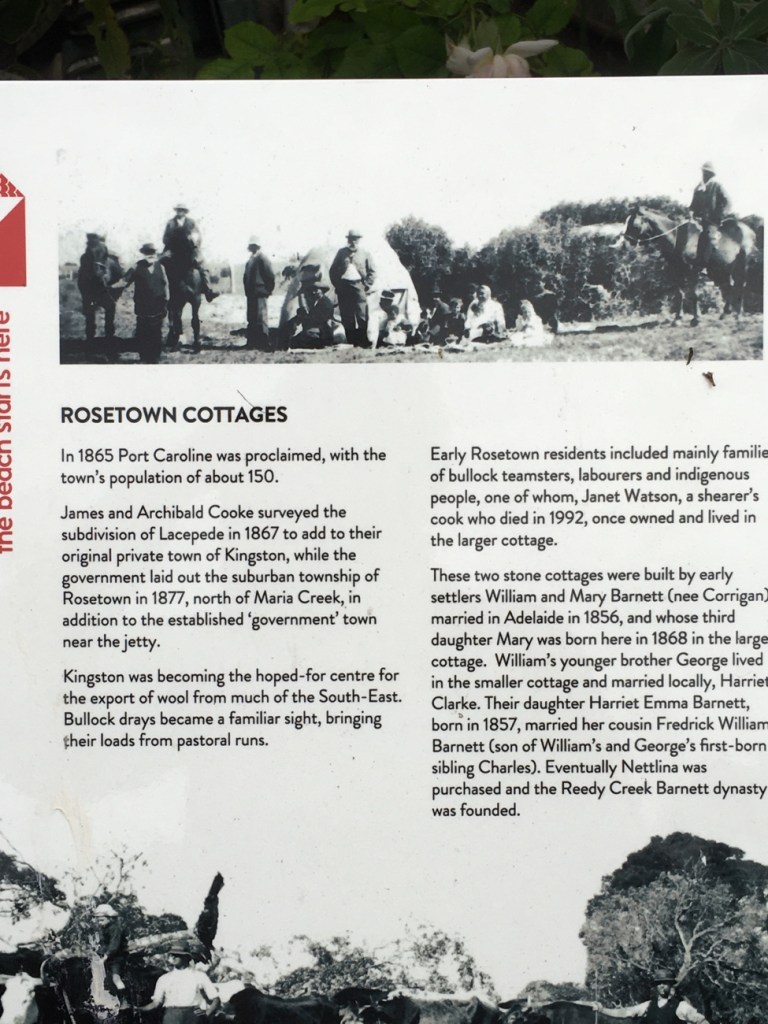 the beach starts here
ROSETOWN COTTAGES
In 1865 Port Caroline was proclaimed, with the
town's population of about 150.
James and Archibald Cooke surveyed the
subdivision of Lacepede in 1867 to add to their
original private town of Kingston, while the
government laid out the suburban township of
Rosetown in 1877, north of Maria Creek, in
addition to the established 'government' town
near the jetty.
Kingston was becoming the hoped-for centre for
the export of wool from much of the South-East.
Bullock drays became a familiar sight, bringing
their loads from pastoral runs.
Early Rosetown residents included mainly familie
of bullock teamsters, labourers and indigenous
people, one of whom, Janet Watson, a shearer's
cook who died in 1992, once owned and lived in
the larger cottage.
These two stone cottages were built by early
settlers William and Mary Barnett (nee Corrigan)
married in Adelaide in 1856, and whose third
daughter Mary was born here in 1868 in the large
cottage. William's younger brother George lived
in the smaller cottage and married locally, Harriet
Clarke. Their daughter Harriet Emma Barnett,
born in 1857, married her cousin Fredrick William
Barnett (son of William's and George's first-born
sibling Charles). Eventually Nettlina was
purchased and the Reedy Creek Barnett dynasty
was founded.